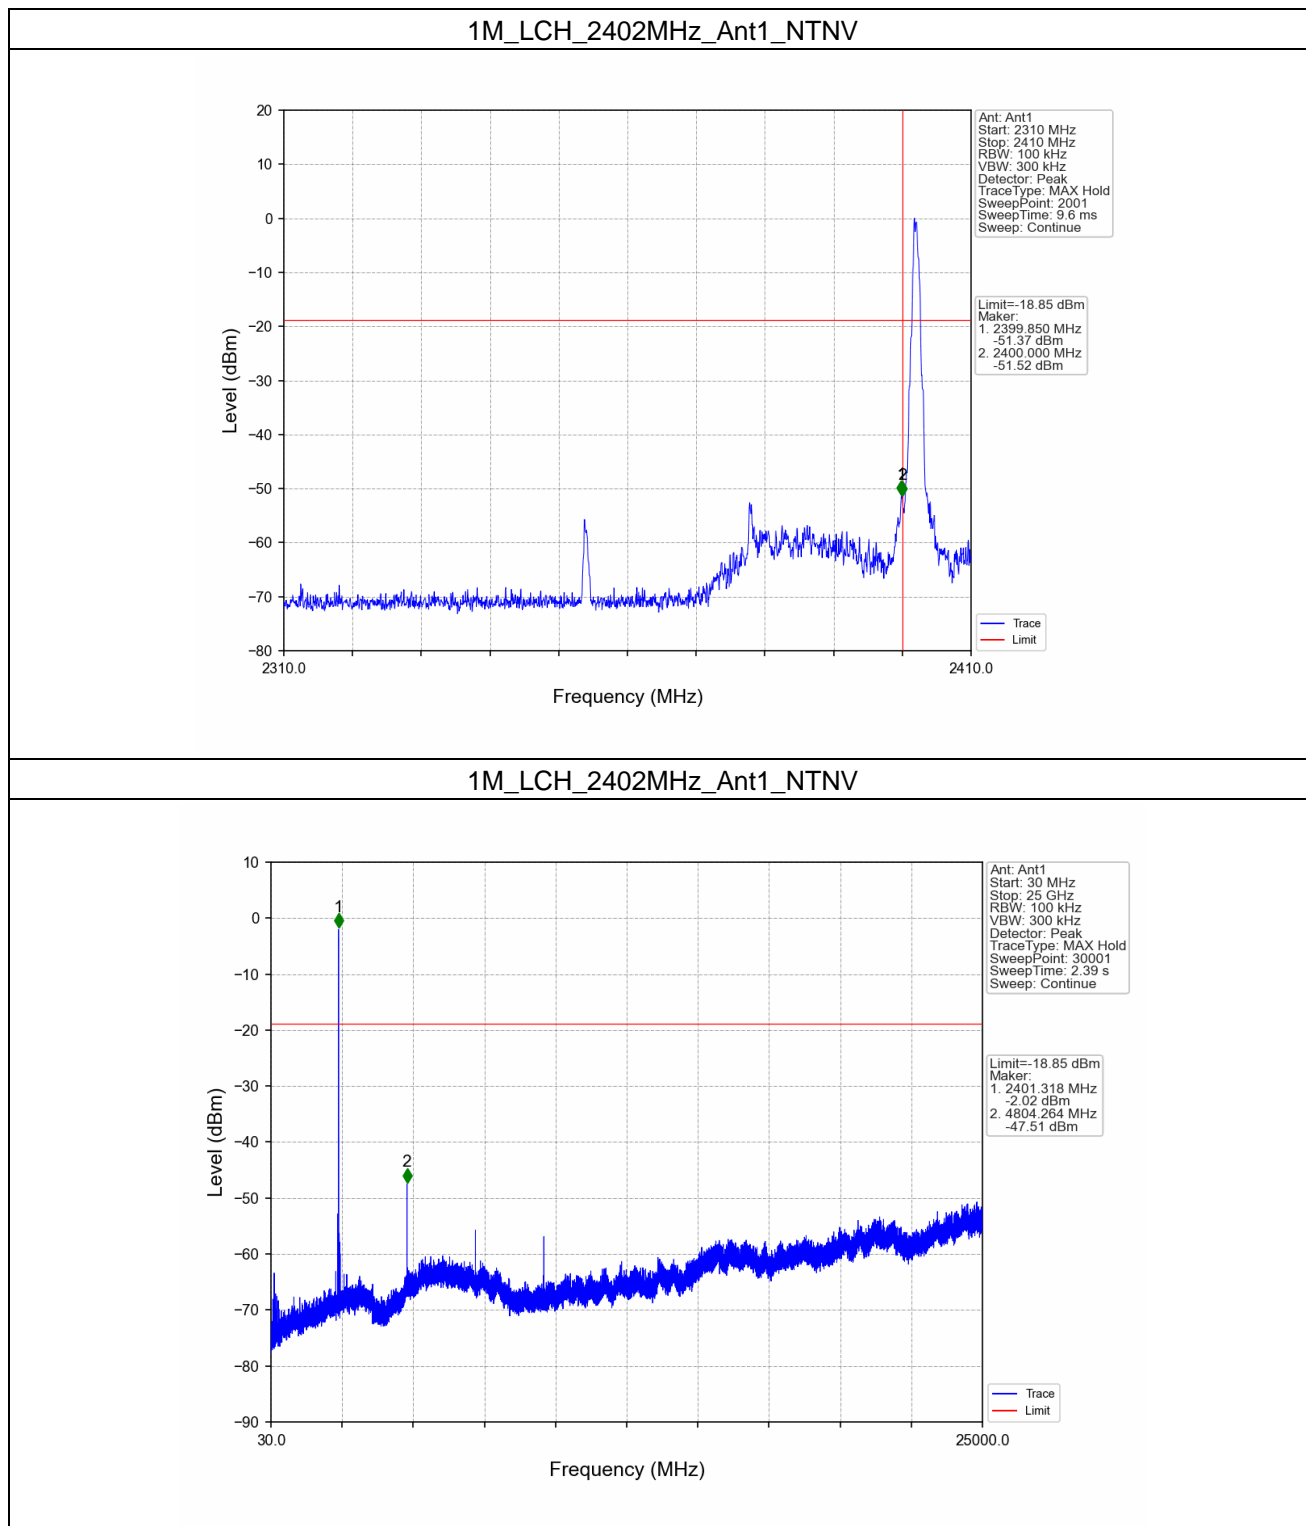 1M_LCH_2402MHz_Ant1_NTNV
20
10
0
−10
−20
−30
−40
−50
−60
−70
−80
Level (dBm)
2310.0
2410.0
Frequency (MHz)
1
2
Ant: Ant1
Start: 2310 MHz
Stop: 2410 MHz
RBW: 100 kHz
VBW: 300 kHz
Detector: Peak
TraceType: MAX Hold
SweepPoint: 2001
SweepTime: 9.6 ms
Sweep: Continue
Limit=-18.85 dBm
Maker:
1. 2399.850 MHz
-51.37 dBm
2. 2400.000 MHz
-51.52 dBm
Trace
Limit
1M_LCH_2402MHz_Ant1_NTNV
10
0
−10
−20
−30
−40
−50
−60
−70
−80
−90
Level (dBm)
30.0
25000.0
Frequency (MHz)
1
2
Ant: Ant1
Start: 30 MHz
Stop: 25 GHz
RBW: 100 kHz
VBW: 300 kHz
Detector: Peak
TraceType: MAX Hold
SweepPoint: 30001
SweepTime: 2.39 s
Sweep: Continue
Limit=-18.85 dBm
Maker:
1. 2401.318 MHz
-2.02 dBm
2. 4804.264 MHz
-47.51 dBm
Trace
Limit